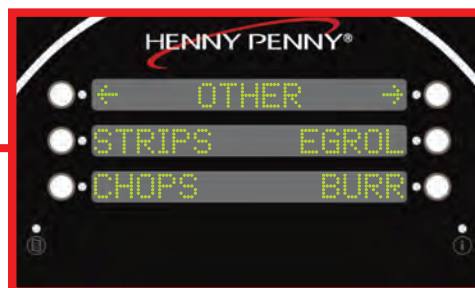 HENNY PENNY®
← OTHER →
STRIPS EGROL
CHOPS BURR